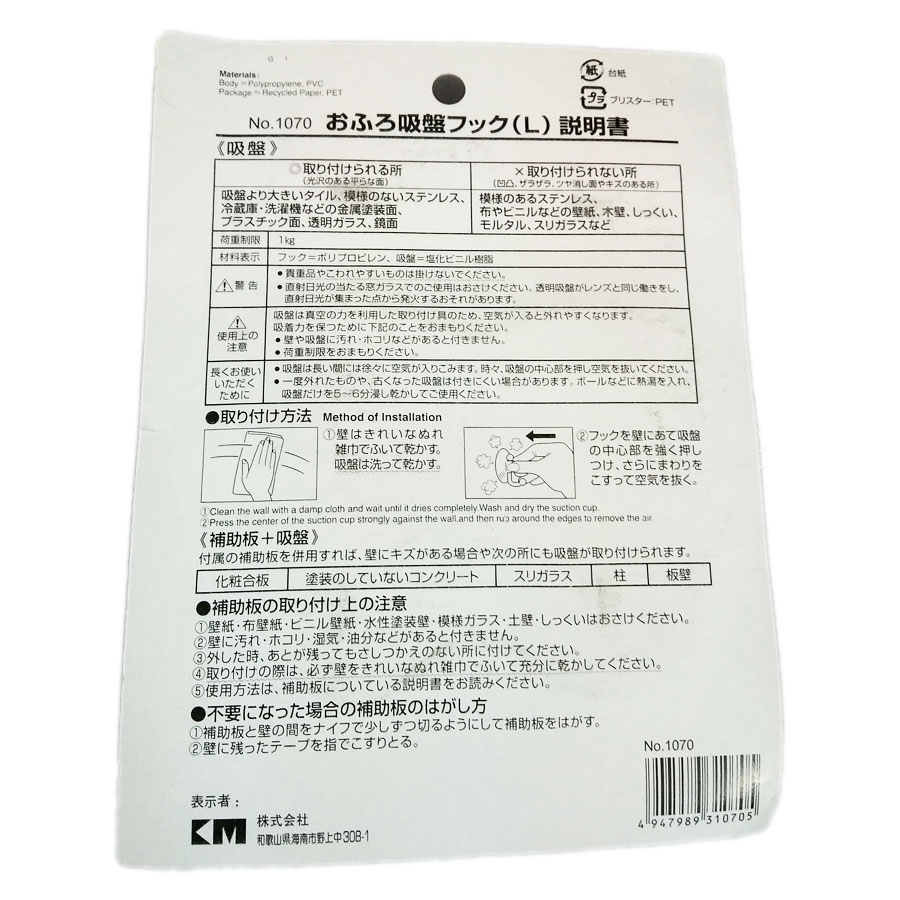 G 1
Materials:
Body = Polypropylene, PVC
Package = Recycled Paper, PET
紙 台紙
プラ ブリスター:PET
No.1070 おふろ吸盤フック(L) 説明書
《吸盤》
◎取り付けられる所
(光沢のある平らな面)
×取り付けられない所
(凹凸、ザラザラ、ツヤ消し面やキズのある所)
吸盤より大きいタイル、模様のないステンレス、
冷蔵庫・洗濯機などの金属塗装面、
プラスチック面、透明ガラス、鏡面
模様のあるステンレス、
布やビニルなどの壁紙、木壁、しっくい、
モルタル、スリガラスなど
荷重制限 1kg
材料表示 フック=ポリプロピレン、吸盤=塩化ビニル樹脂
警告
●貴重品やこわれやすいものは掛けないでください。
●直射日光の当たる窓ガラスでのご使用はおさけください。透明吸盤がレンズと同じ働きをし、
直射日光が集まった点から発火するおそれがあります。
使用上の
注意
吸盤は真空の力を利用した取り付け具のため、空気が入ると外れやすくなります。
吸着力を保つために下記のことをおまもりください。
●壁や吸盤に汚れ・ホコリなどがあると付きません。
●荷重制限をおまもりください。
長くお使い
いただく
ために
●吸盤は長い間には徐々に空気が入りこみます。時々、吸盤の中心部を押し空気を抜いてください。
●一度外れたものや、古くなった吸盤は付きにくい場合があります。ボールなどに熱湯を入れ、
吸盤だけを5〜6分浸し乾かしてご使用ください。
●取り付け方法 Method of Installation
①壁はきれいなぬれ
雑巾でふいて乾かす。
吸盤は洗って乾かす。
②フックを壁にあて吸盤
の中心部を強く押し
つけ、さらにまわりを
こすって空気を抜く。
①Clean the wall with a damp cloth and wait until it dries completely.Wash and dry the suction cup.
②Press the center of the suction cup strongly against the wall,and then rub around the edges to remove the air.
《補助板+吸盤》
付属の補助板を併用すれば、壁にキズがある場合や次の所にも吸盤が取り付けられます。
化粧合板 塗装のしていないコンクリート スリガラス 柱 板壁
●補助板の取り付け上の注意
①壁紙・布壁紙・ビニル壁紙・水性塗装壁・模様ガラス・土壁・しっくいはおさけください。
②壁に汚れ・ホコリ・湿気・油分などがあると付きません。
③外した時、あとが残ってもさしつかえのない所に付けてください。
④取り付けの際は、必ず壁をきれいなぬれ雑巾でふいて充分に乾かしてください。
⑤使用方法は、補助板についている説明書をお読みください。
●不要になった場合の補助板のはがし方
①補助板と壁の間をナイフで少しずつ切るようにして補助板をはがす。
②壁に残ったテープを指でこすりとる。
No.1070
4 947989 310705
表示者:
KM 株式会社
和歌山県海南市野上中308-1